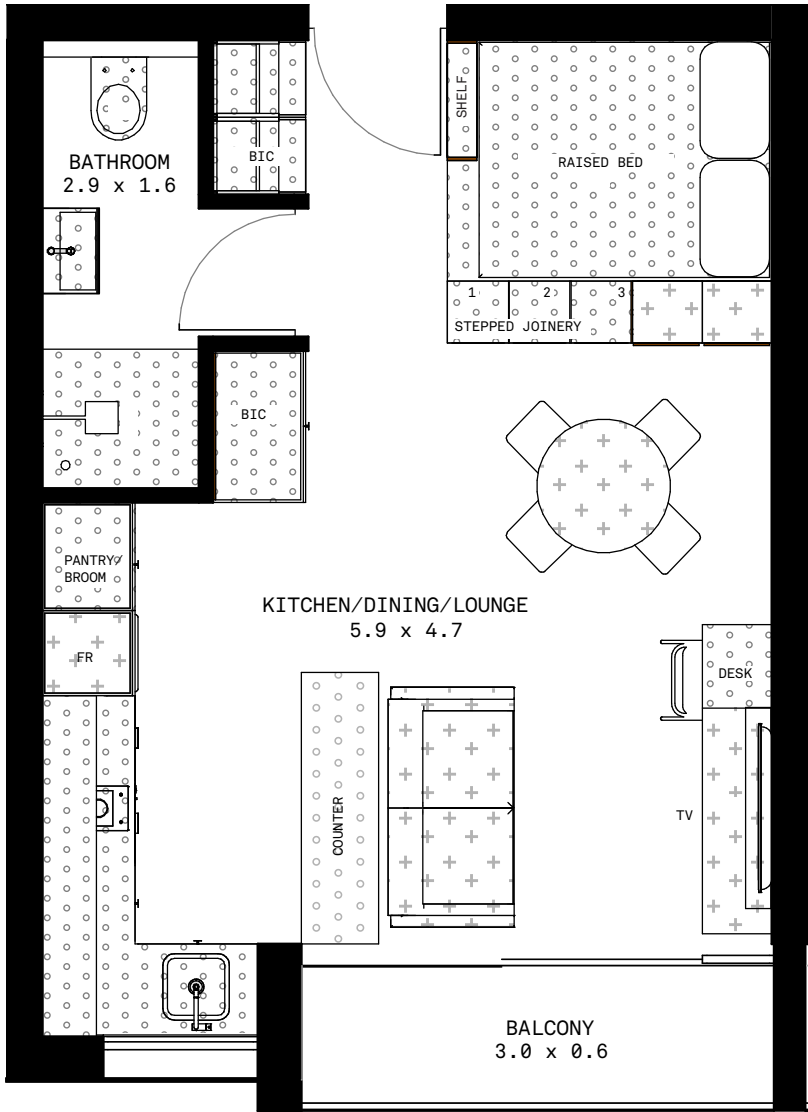 SHELF
BIC
RAISED BED
BATHROOM
2.9 x 1.6
1 2 3
STEPPED JOINERY
BIC
PANTRY/
BROOM
KITCHEN/DINING/LOUNGE
5.9 x 4.7
FR
DESK
COUNTER
TV
BALCONY
3.0 x 0.6